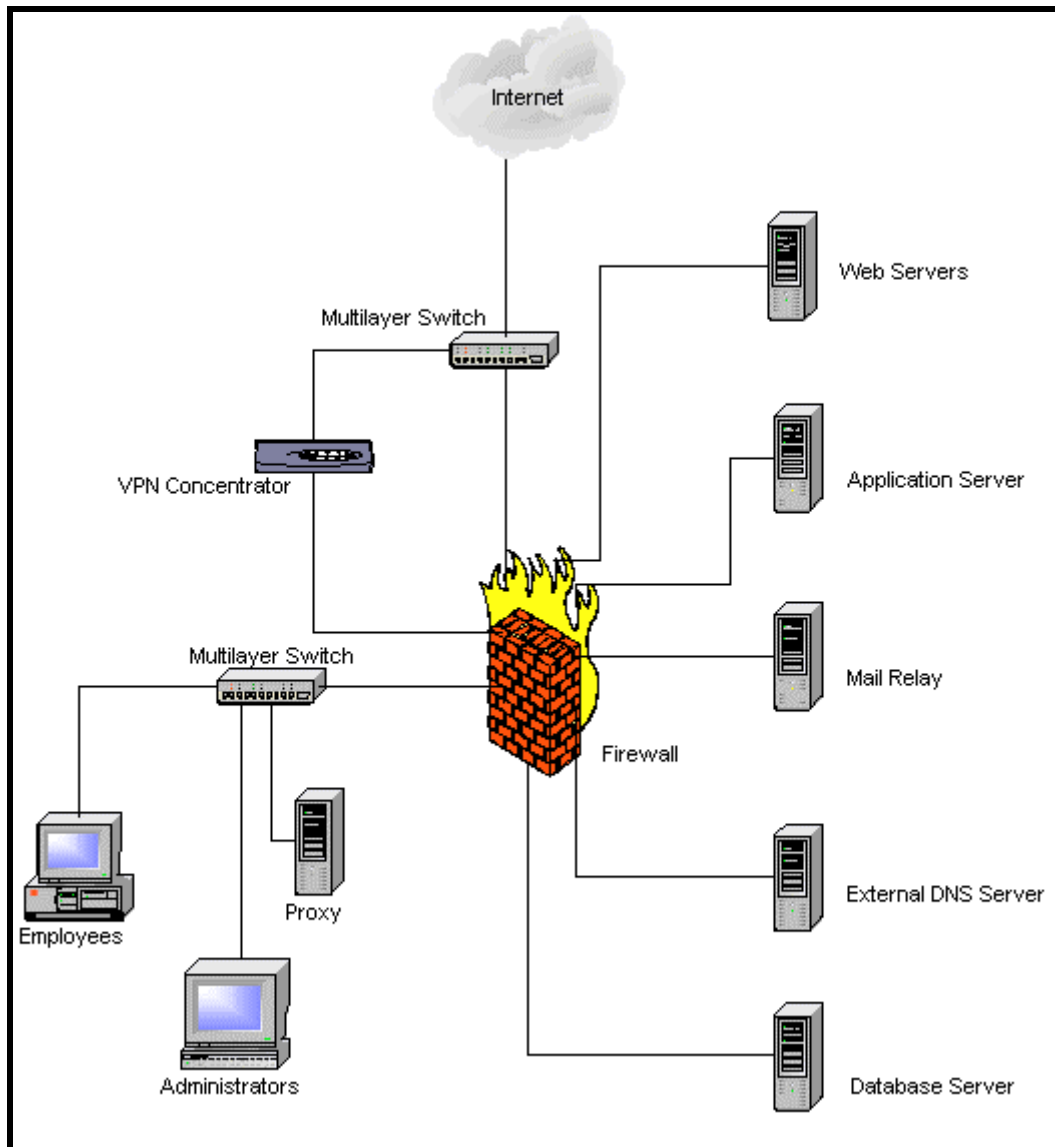 Internet
Web Servers
Multilayer Switch
Application Server
VPN Concentrator
Multilayer Switch
Mail Relay
Firewall
External DNS Server
Proxy
Employees
Administrators
Database Server